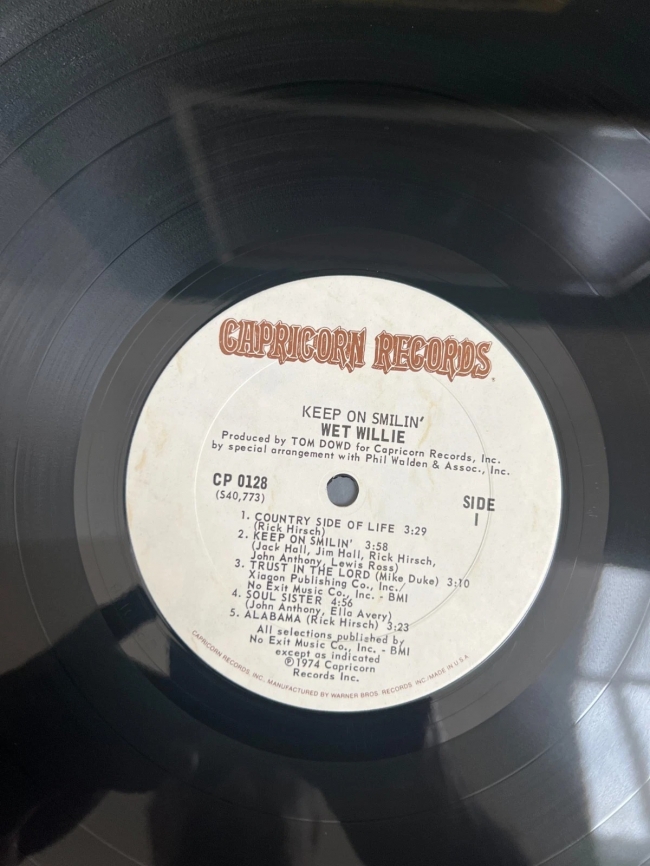 CAPRICORN RECORDS
KEEP ON SMILIN'
WET WILLIE
Produced by TOM DOWD for Capricorn Records, Inc.
by special arrangement with Phil Walden & Assoc., Inc.
CP 0128
(S40,773)
SIDE
1
1. COUNTRY SIDE OF LIFE 3:29
(Rick Hirsch)
2. KEEP ON SMILIN' 3:58
(Jack Hall, Jim Hall, Rick Hirsch,
John Anthony, Lewis Ross)
3. TRUST IN THE LORD (Mike Duke) 3:10
Xiagon Publishing Co., Inc./
No Exit Music Co., Inc. - BMI
4. SOUL SISTER 4:56
(John Anthony, Ella Avery)
5. ALABAMA (Rick Hirsch) 3:23
All selections published by
No Exit Music Co., Inc. - BMI
except as indicated
℗1974 Capricorn
Records Inc.
CAPRICORN RECORDS, INC. MANUFACTURED BY WARNER BROS. RECORDS INC./MADE IN U.S.A.